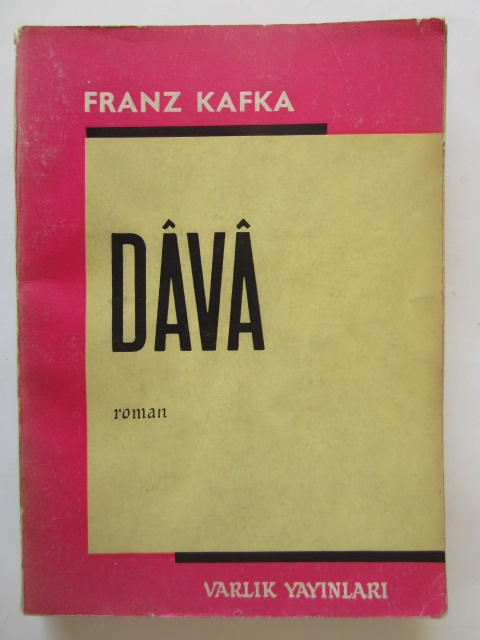 FRANZ KAFKA
DÂVÂ
roman
VARLIK YAYINLARI